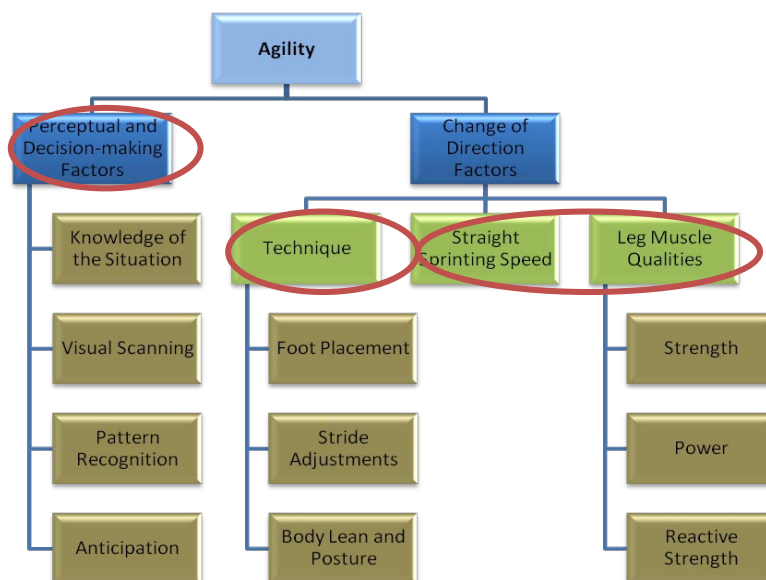 Agility
Perceptual and
Decision-making
Factors
Change of
Direction
Factors
Knowledge of
the Situation
Visual Scanning
Pattern
Recognition
Anticipation
Technique
Foot Placement
Stride
Adjustments
Body Lean and
Posture
Straight
Sprinting Speed
Leg Muscle
Qualities
Strength
Power
Reactive
Strength